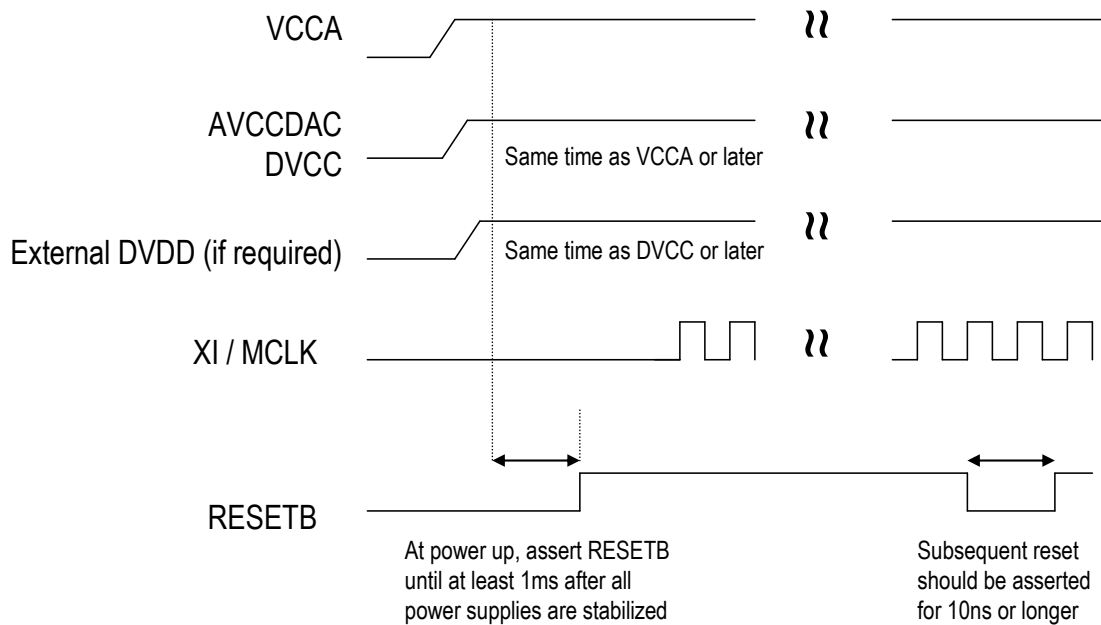 VCCA
AVCCDAC
DVCC
Same time as VCCA or later
External DVDD (if required)
Same time as DVCC or later
XI / MCLK
RESETB
At power up, assert RESETB
until at least 1ms after all
power supplies are stabilized
Subsequent reset
should be asserted
for 10ns or longer